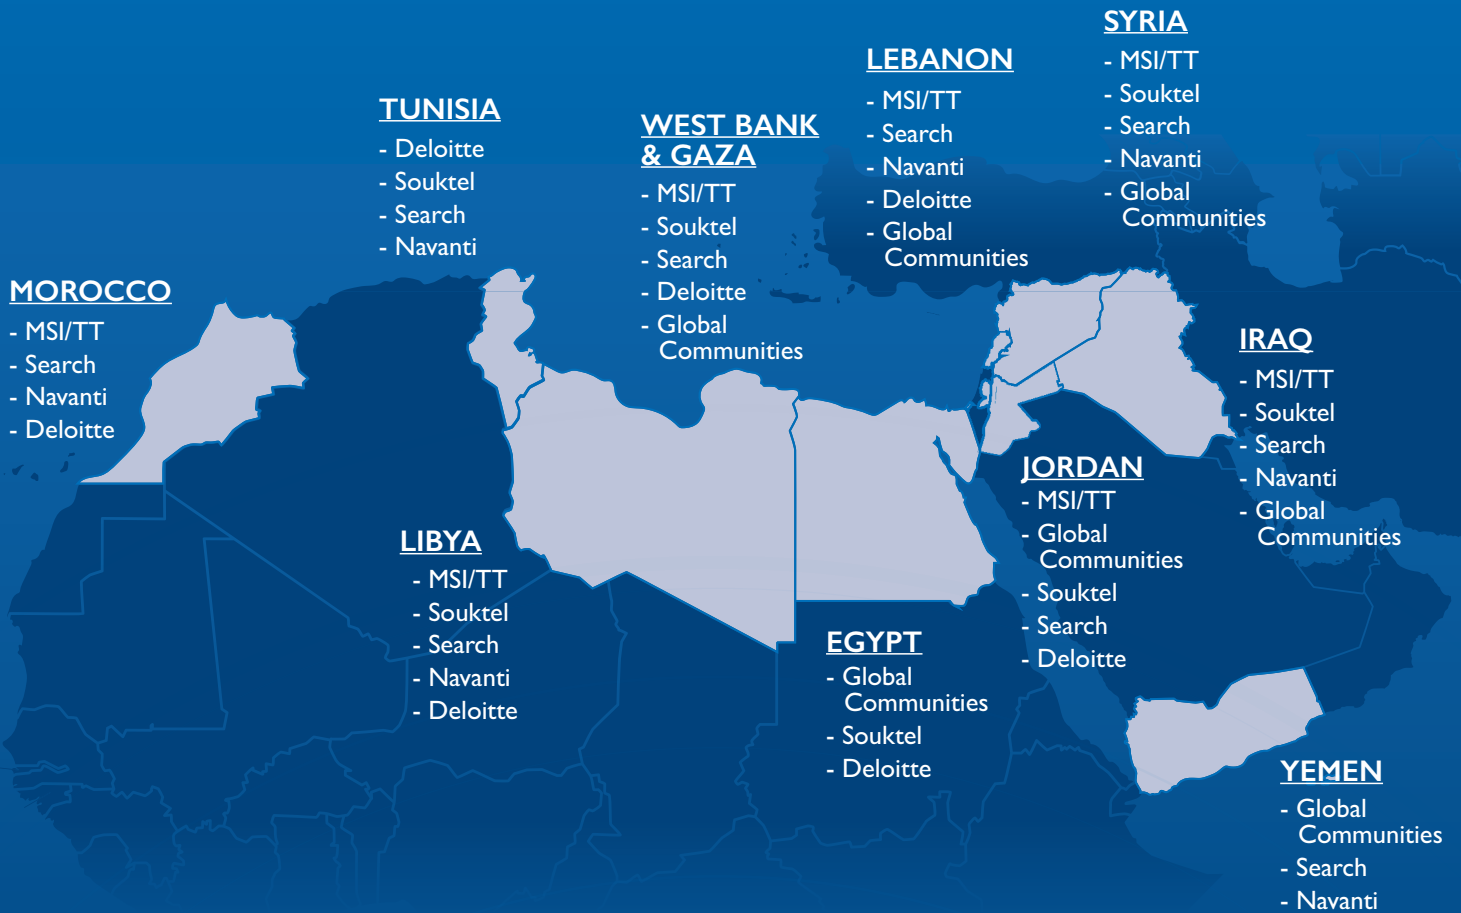 SYRIA
- MSI/TT
- Souktel
- Search
- Navanti
- Global
Communities
LEBANON
- MSI/TT
- Search
- Navanti
- Deloitte
- Global
Communities
TUNISIA
- Deloitte
- Souktel
- Search
- Navanti
WEST BANK
& GAZA
- MSI/TT
- Souktel
- Search
- Deloitte
- Global
Communities
MOROCCO
- MSI/TT
- Search
- Navanti
- Deloitte
IRAQ
- MSI/TT
- Souktel
- Search
- Navanti
- Global
Communities
JORDAN
- MSI/TT
- Global
Communities
- Souktel
- Search
- Deloitte
LIBYA
- MSI/TT
- Souktel
- Search
- Navanti
- Deloitte
EGYPT
- Global
Communities
- Souktel
- Deloitte
YEMEN
- Global
Communities
- Search
- Navanti